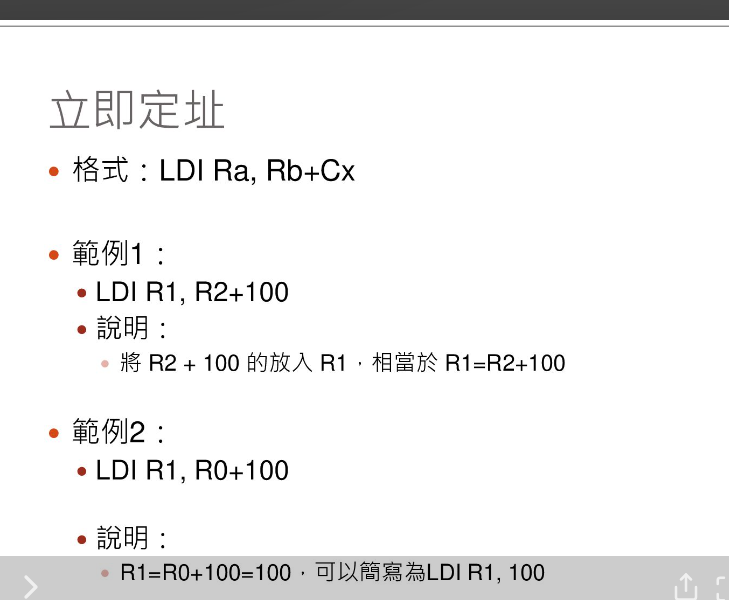 立即定址
格式：LDI Ra, Rb+Cx
範例1：
LDI R1, R2+100
說明：
將 R2 + 100 的放入 R1，相當於 R1=R2+100
範例2：
LDI R1, R0+100
說明：
R1=R0+100=100，可以簡寫為LDI R1, 100